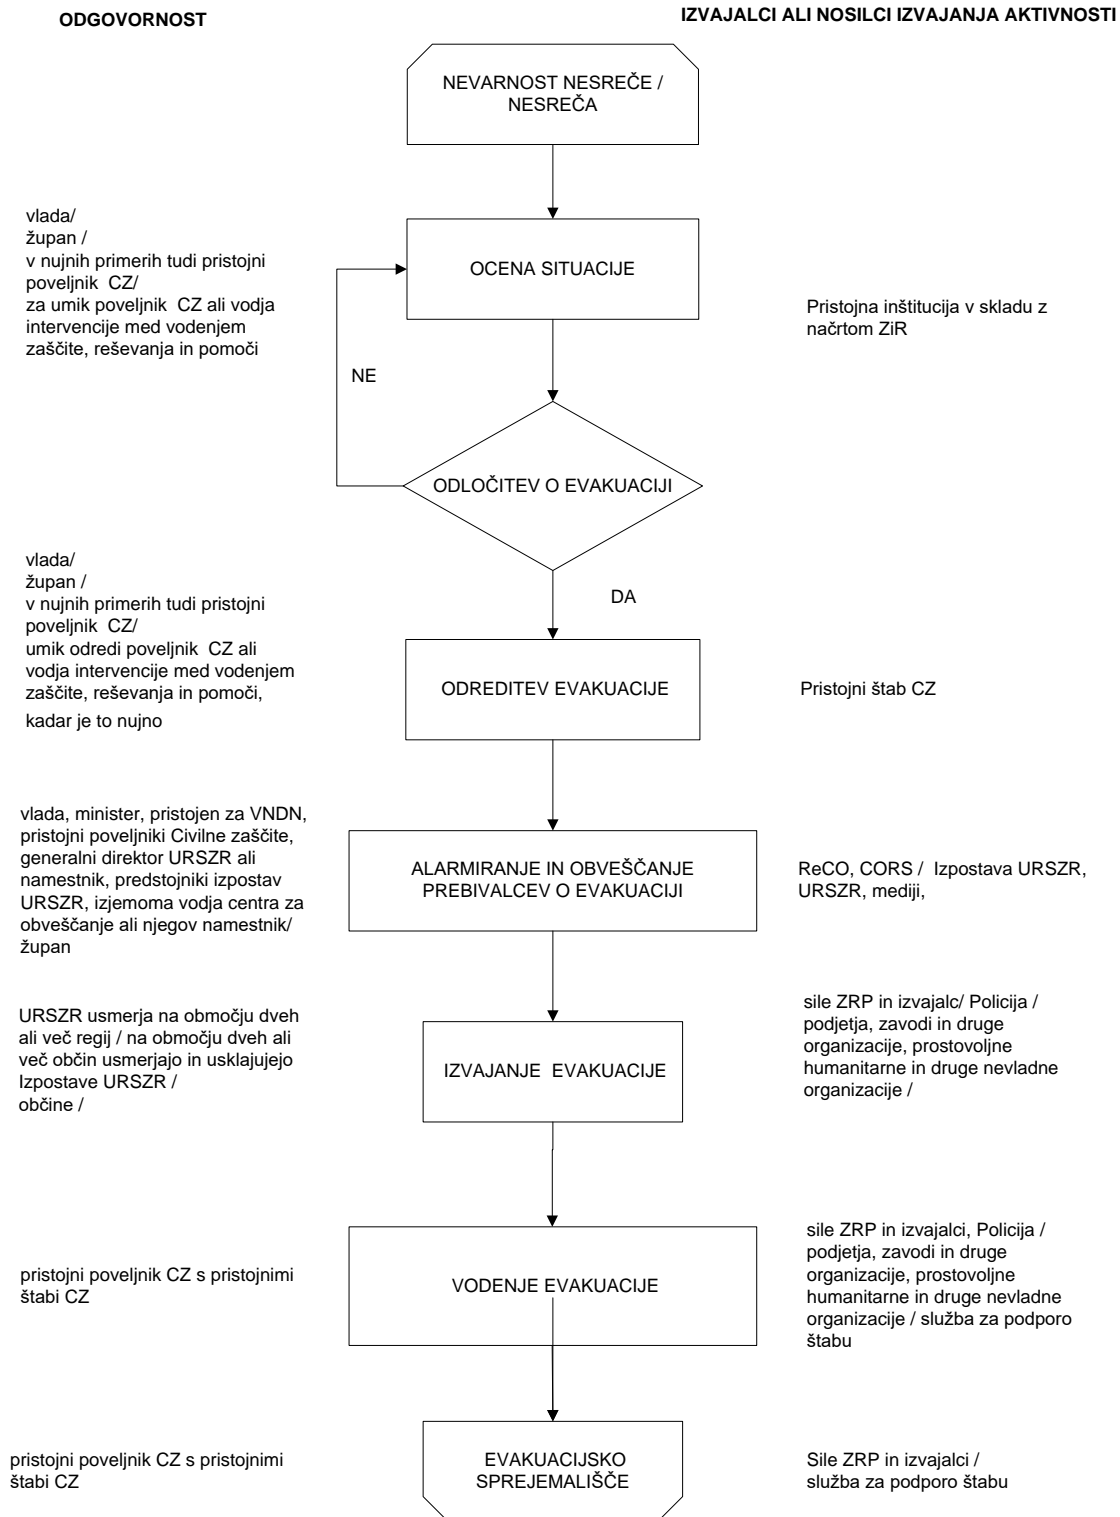 ODGOVORNOST
IZVAJALCI ALI NOSILCI IZVAJANJA AKTIVNOSTI
NEVARNOST NESREČE /
NESREČA
vlada/
župan /
v nujnih primerih tudi pristojni
poveljnik  CZ/
za umik poveljnik  CZ ali vodja
intervencije med vodenjem
zaščite, reševanja in pomoči
OCENA SITUACIJE
Pristojna inštitucija v skladu z
načrtom ZiR
NE
ODLOČITEV O EVAKUACIJI
DA
vlada/
župan /
v nujnih primerih tudi pristojni
poveljnik  CZ/
umik odredi poveljnik  CZ ali
vodja intervencije med vodenjem
zaščite, reševanja in pomoči,
kadar je to nujno
ODREDITEV EVAKUACIJE
Pristojni štab CZ
vlada, minister, pristojen za VNDN,
pristojni poveljniki Civilne zaščite,
generalni direktor URSZR ali
namestnik, predstojniki izpostav
URSZR, izjemoma vodja centra za
obveščanje ali njegov namestnik/
župan
ALARMIRANJE IN OBVEŠČANJE
PREBIVALCEV O EVAKUACIJI
ReCO, CORS /  Izpostava URSZR,
URSZR, mediji,
URSZR usmerja na območju dveh
ali več regij / na območju dveh ali
več občin usmerjajo in usklajujejo
Izpostave URSZR /
občine /
IZVAJANJE  EVAKUACIJE
sile ZRP in izvajalc/ Policija /
podjetja, zavodi in druge
organizacije, prostovoljne
humanitarne in druge nevladne
organizacije /
pristojni poveljnik CZ s pristojnimi
štabi CZ
VODENJE EVAKUACIJE
sile ZRP in izvajalci, Policija /
podjetja, zavodi in druge
organizacije, prostovoljne
humanitarne in druge nevladne
organizacije / služba za podporo
štabu
pristojni poveljnik CZ s pristojnimi
štabi CZ
EVAKUACIJSKO
SPREJEMALIŠČE
Sile ZRP in izvajalci /
služba za podporo štabu